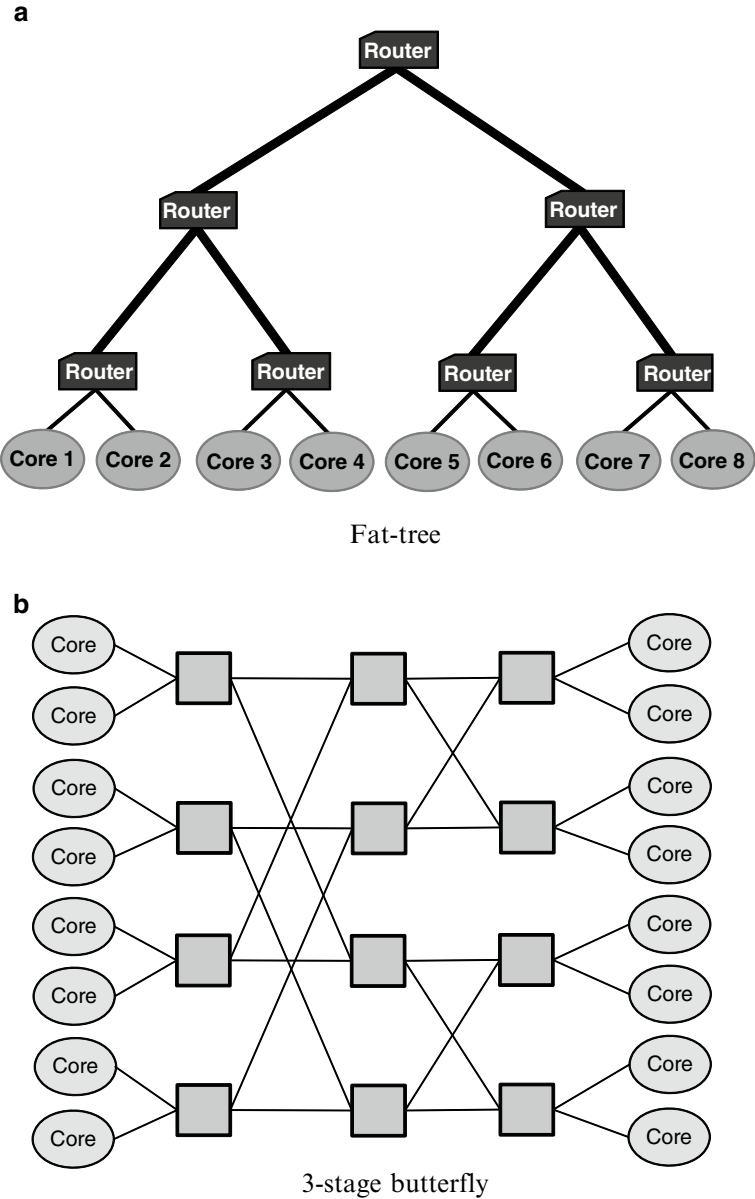 a
Router
Router Router
Router Router Router Router
Core 1 Core 2 Core 3 Core 4 Core 5 Core 6 Core 7 Core 8
Fat-tree
b
Core Core
Core Core
Core Core
Core Core
Core Core
Core Core
Core Core
Core Core
3-stage butterfly